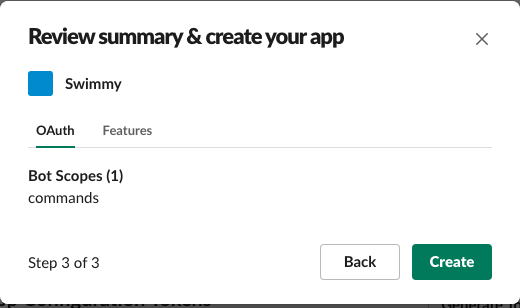 Review summary & create your app
Swimmy
OAuth Features
Bot Scopes (1)
commands
Step 3 of 3 Back Create